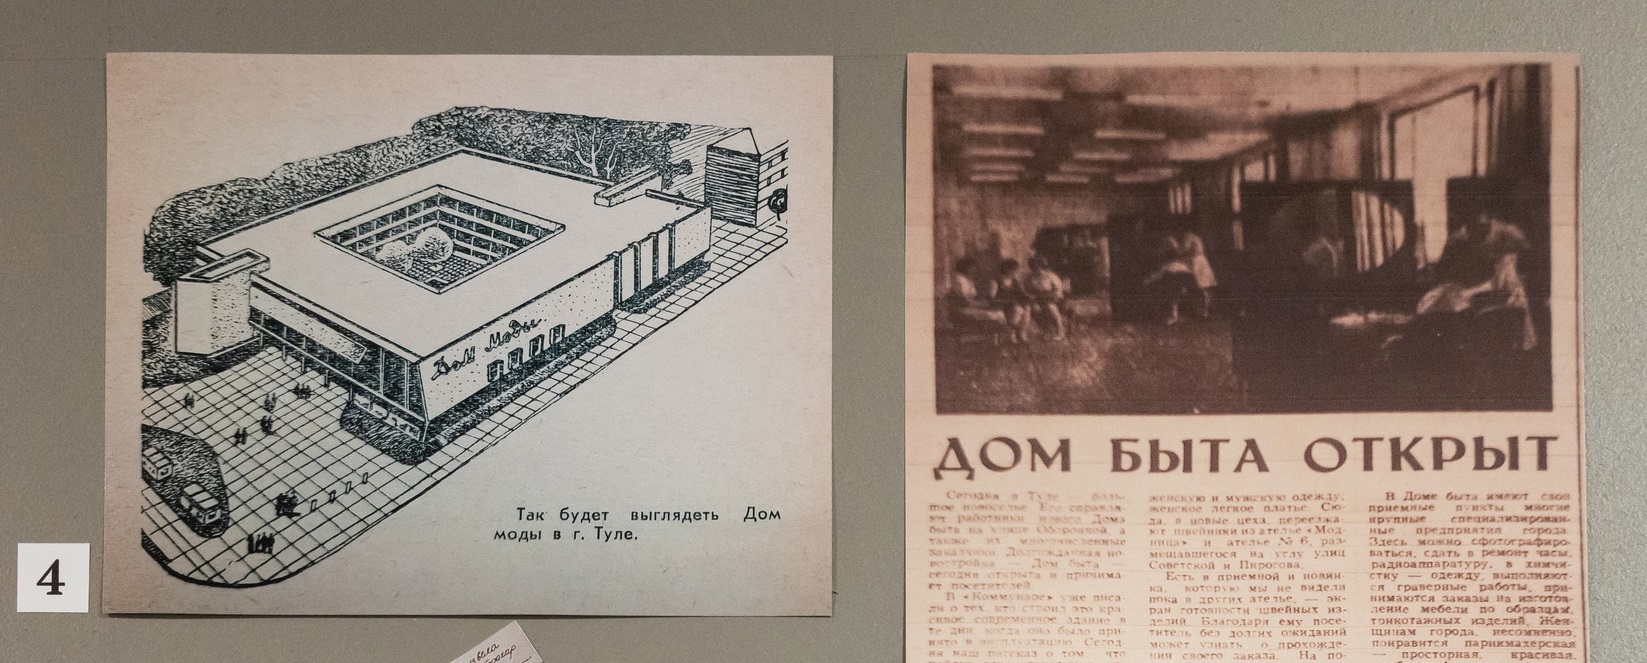 Дом Моды
Так будет выглядеть Дом
моды в г. Туле.
4
ДОМ БЫТА ОТКРЫТ
Сегодня в Туле — боль-
шое новоселье. Его справля-
ют работники нового Дома
быта на улице Оборонной, а
также их многочисленные
заказчики. Долгожданная но-
востройка — Дом быта —
сегодня открыта и принима-
ет посетителей.
В «Коммунаре» уже писа-
ли о тех, кто строил это кра-
сивое современное здание в
те дни, когда оно было при-
нято в эксплуатацию. Сегод-
ня наш рассказ о том, что
женскую и мужскую одежду,
женское легкое платье. Сю-
да, в новые цеха, переезжа-
ют швейники из ателье «Мод-
ница» и ателье № 6, раз-
мещавшегося на углу улиц
Советской и Пирогова.
Есть в приемной и новин-
ка, которую мы не видели
пока в других ателье, — эк-
ран готовности швейных из-
делий. Благодаря ему посе-
титель без долгих ожиданий
может узнать о прохожде-
нии своего заказа. На по-
В Доме быта имеют свои
приемные пункты многие
крупные специализирован-
ные предприятия города.
Здесь можно сфотографиро-
ваться, сдать в ремонт часы,
радиоаппаратуру, в химчи-
стку — одежду, выполняют-
ся граверные работы, при-
нимаются заказы на изготов-
ление мебели по образцам,
трикотажных изделий. Жен-
щинам города, несомненно,
понравится парикмахерская
— просторная, красивая,